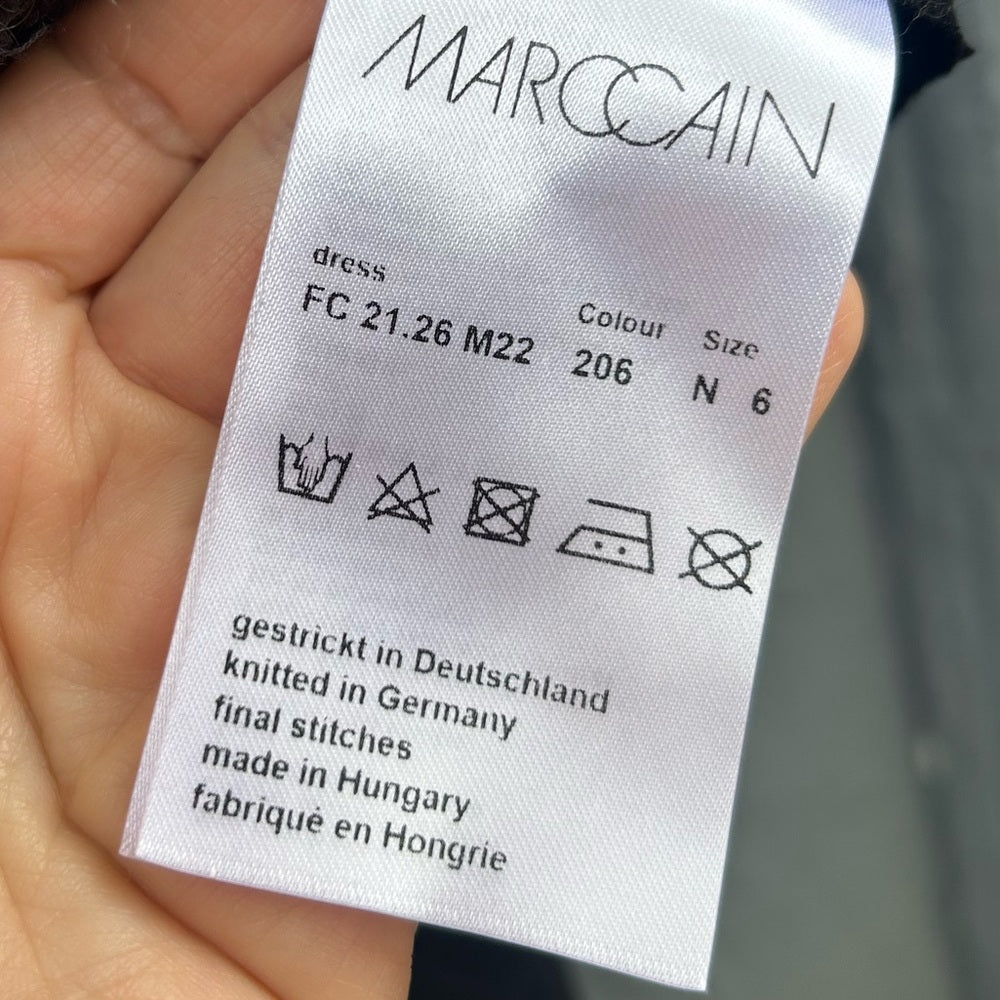 MARCCAIN
dress
FC 21.26 M22 Colour 206 Size N 6
gestrickt in Deutschland
knitted in Germany
final stitches
made in Hungary
fabriqué en Hongrie